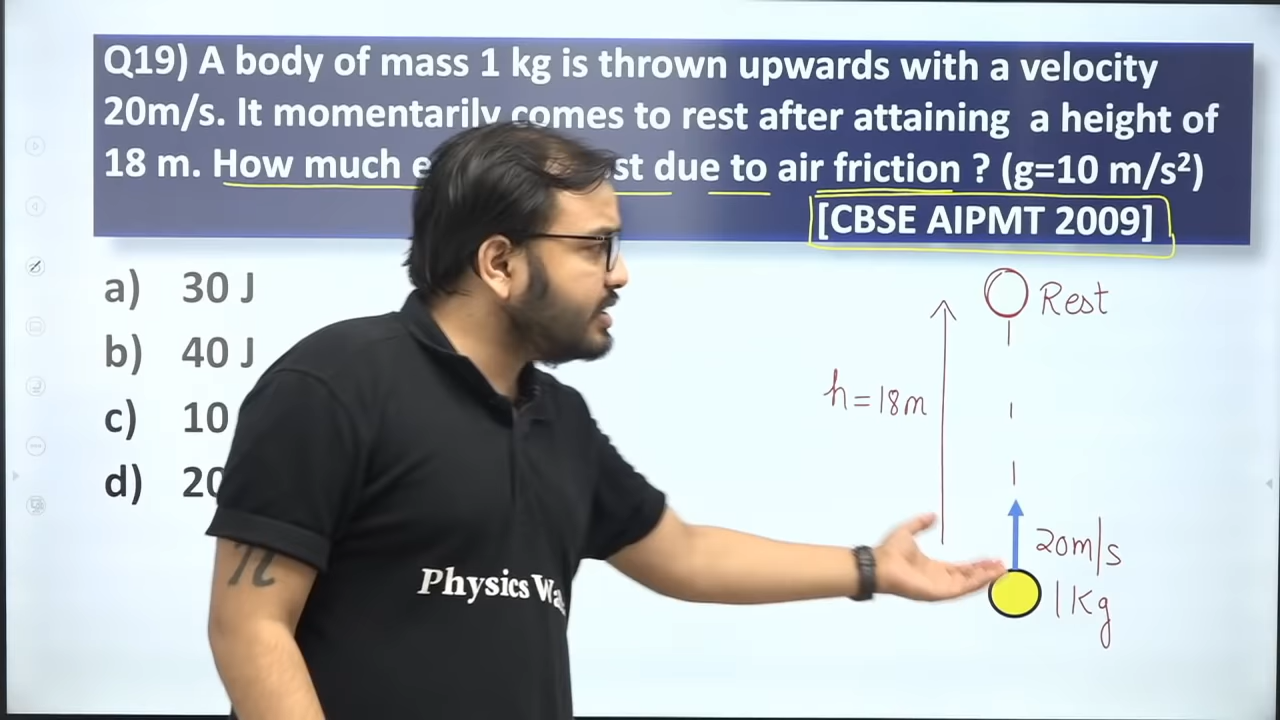 Q19) A body of mass 1 kg is thrown upwards with a velocity
20m/s. It momentarily comes to rest after attaining a height of
18 m. How much due to air friction ? (g=10 m/s²)
[CBSE AIPMT 2009]
a) 30 J
b) 40 J
c) 10
d) 20
Rest
h=18m
20m/s
1Kg
π
Physics